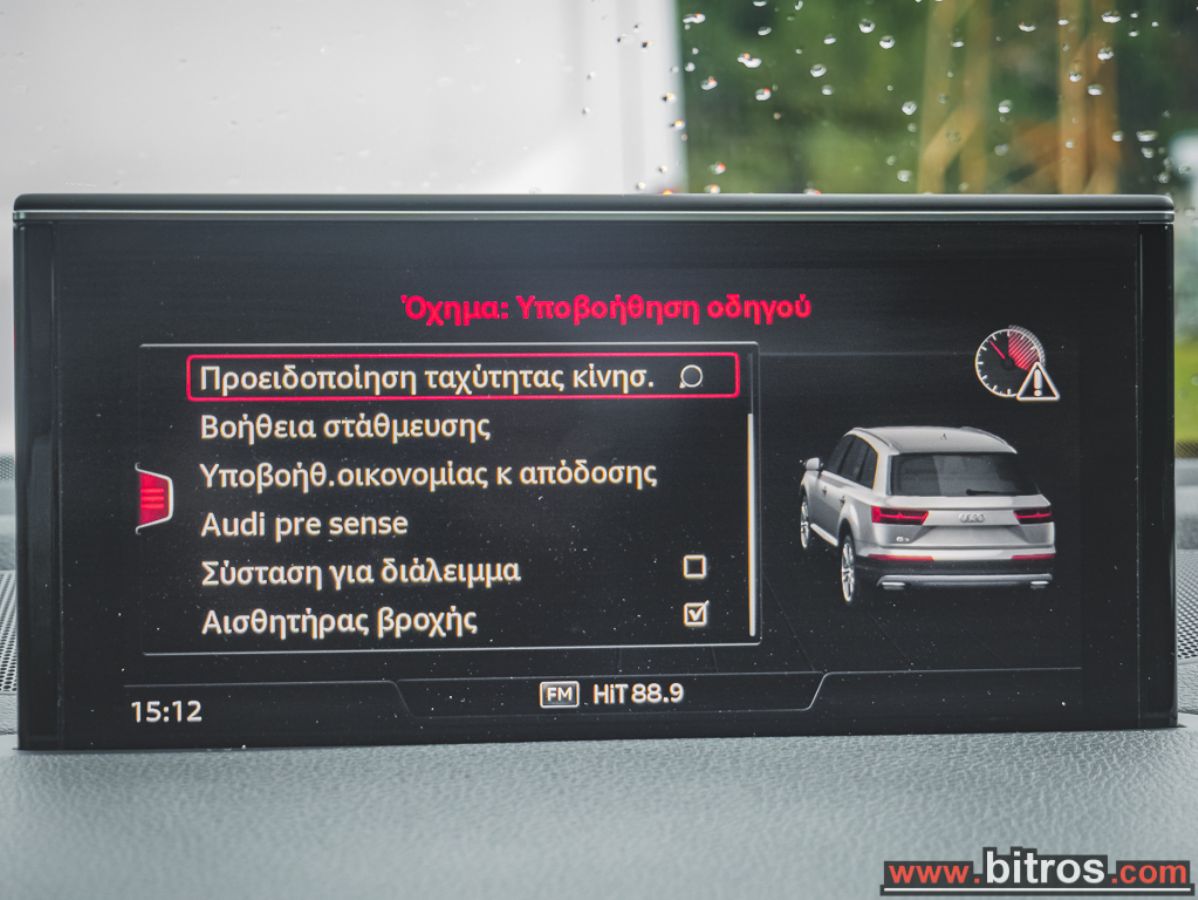 Όχημα: Υποβοήθηση οδηγού
Προειδοποίηση ταχύτητας κίνησ.
Βοήθεια στάθμευσης
Υποβοήθ.οικονομίας κ απόδοσης
Audi pre sense
Σύσταση για διάλειμμα
Αισθητήρας βροχής
FM HiT 88.9
15:12
www.bitros.com